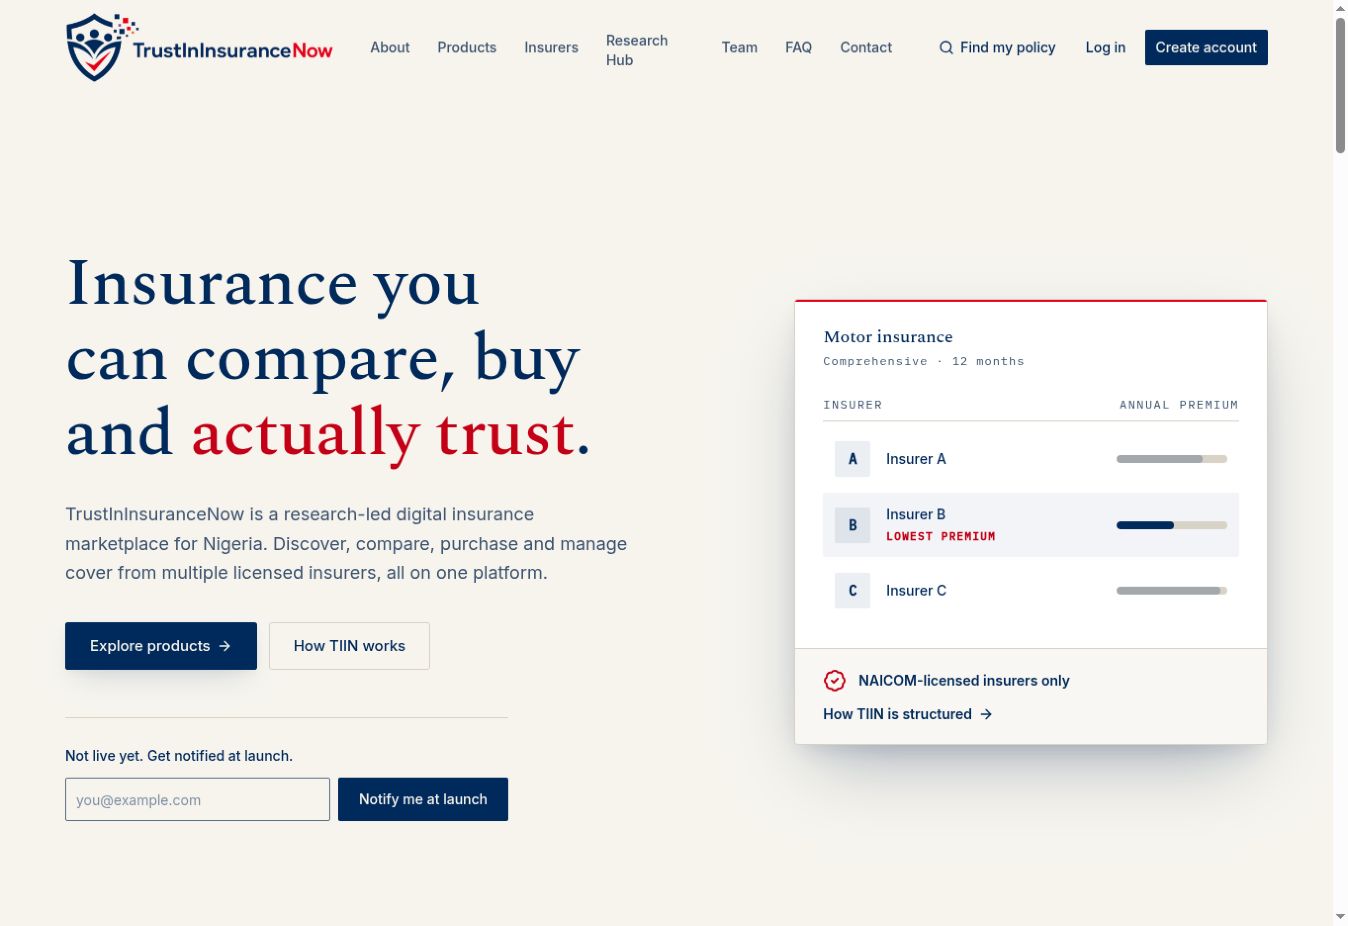 TrustInInsuranceNow
About
Products
Insurers
Research
Hub
Team
FAQ
Contact
Find my policy
Log in
Create account
Insurance you
can compare, buy
and actually trust.
TrustInInsuranceNow is a research-led digital insurance
marketplace for Nigeria. Discover, compare, purchase and manage
cover from multiple licensed insurers, all on one platform.
Explore products →
How TIIN works
Not live yet. Get notified at launch.
you@example.com
Notify me at launch
Motor insurance
Comprehensive · 12 months
INSURER
ANNUAL PREMIUM
A
Insurer A
B
Insurer B
LOWEST PREMIUM
C
Insurer C
NAICOM-licensed insurers only
How TIIN is structured →